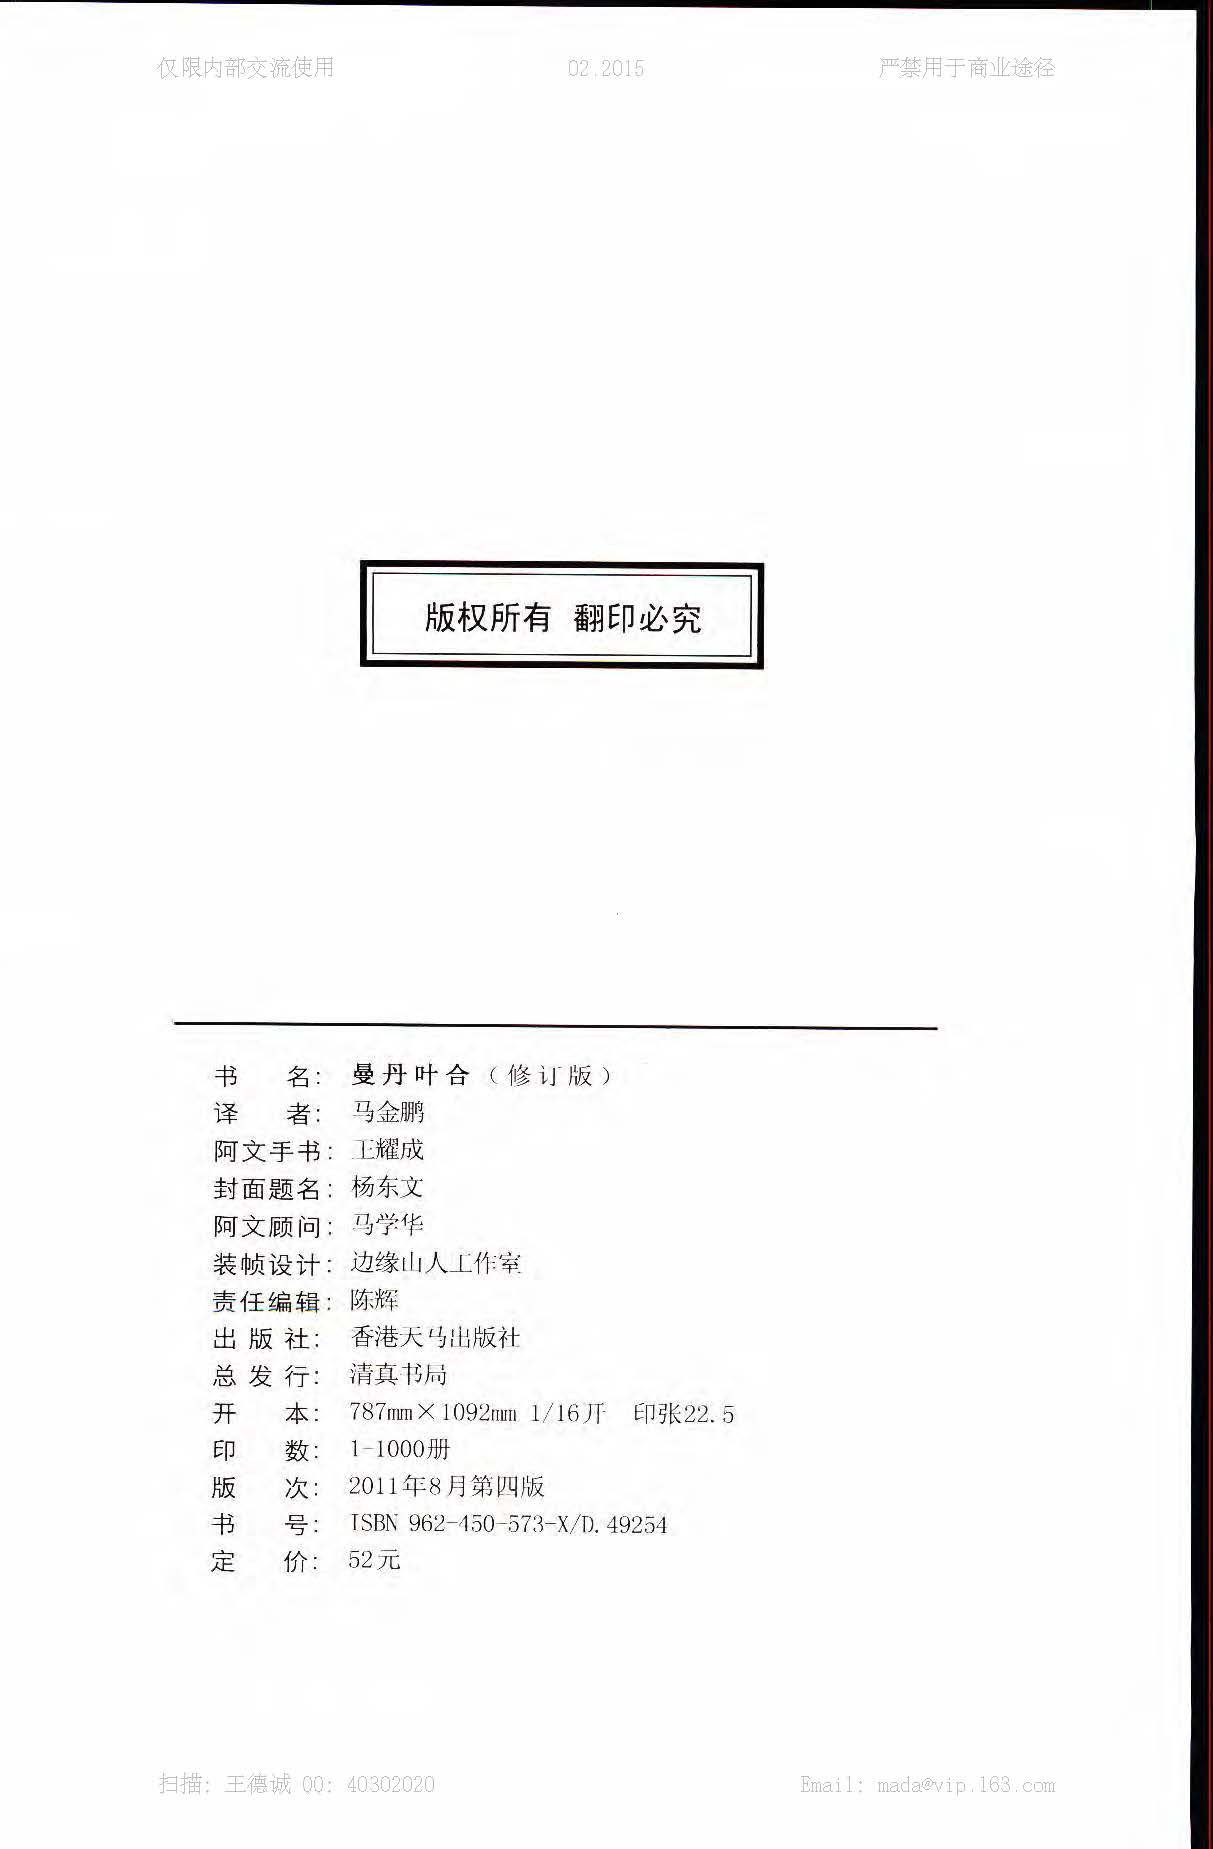 仅限内部交流使用 02.2015 严禁用于商业途径
版权所有 翻印必究
书 名: 曼丹叶合（修订版）
译 者: 马金鹏
阿文手书: 王耀成
封面题名: 杨东文
阿文顾问: 马学华
装帧设计: 边缘山人工作室
责任编辑: 陈辉
出 版 社: 香港天马出版社
总 发 行: 清真书局
开 本: 787mm×1092mm 1/16开 印张22.5
印 数: 1-1000册
版 次: 2011年8月第四版
书 号: ISBN 962-450-573-X/D.49254
定 价: 52元
扫描: 王德诚 QQ: 40302020 Email: mada@vip.163.com